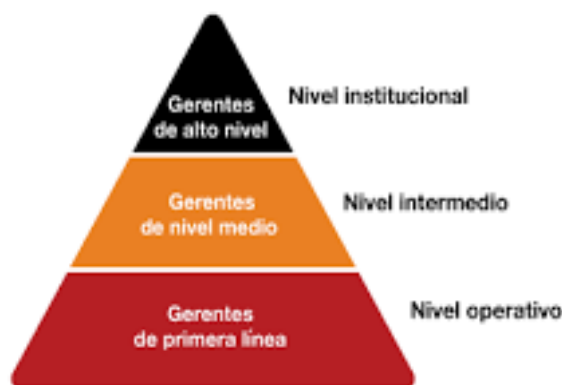 Gerentes
de alto nivel
Nivel institucional
Gerentes
de nivel medio
Nivel intermedio
Gerentes
de primera línea
Nivel operativo